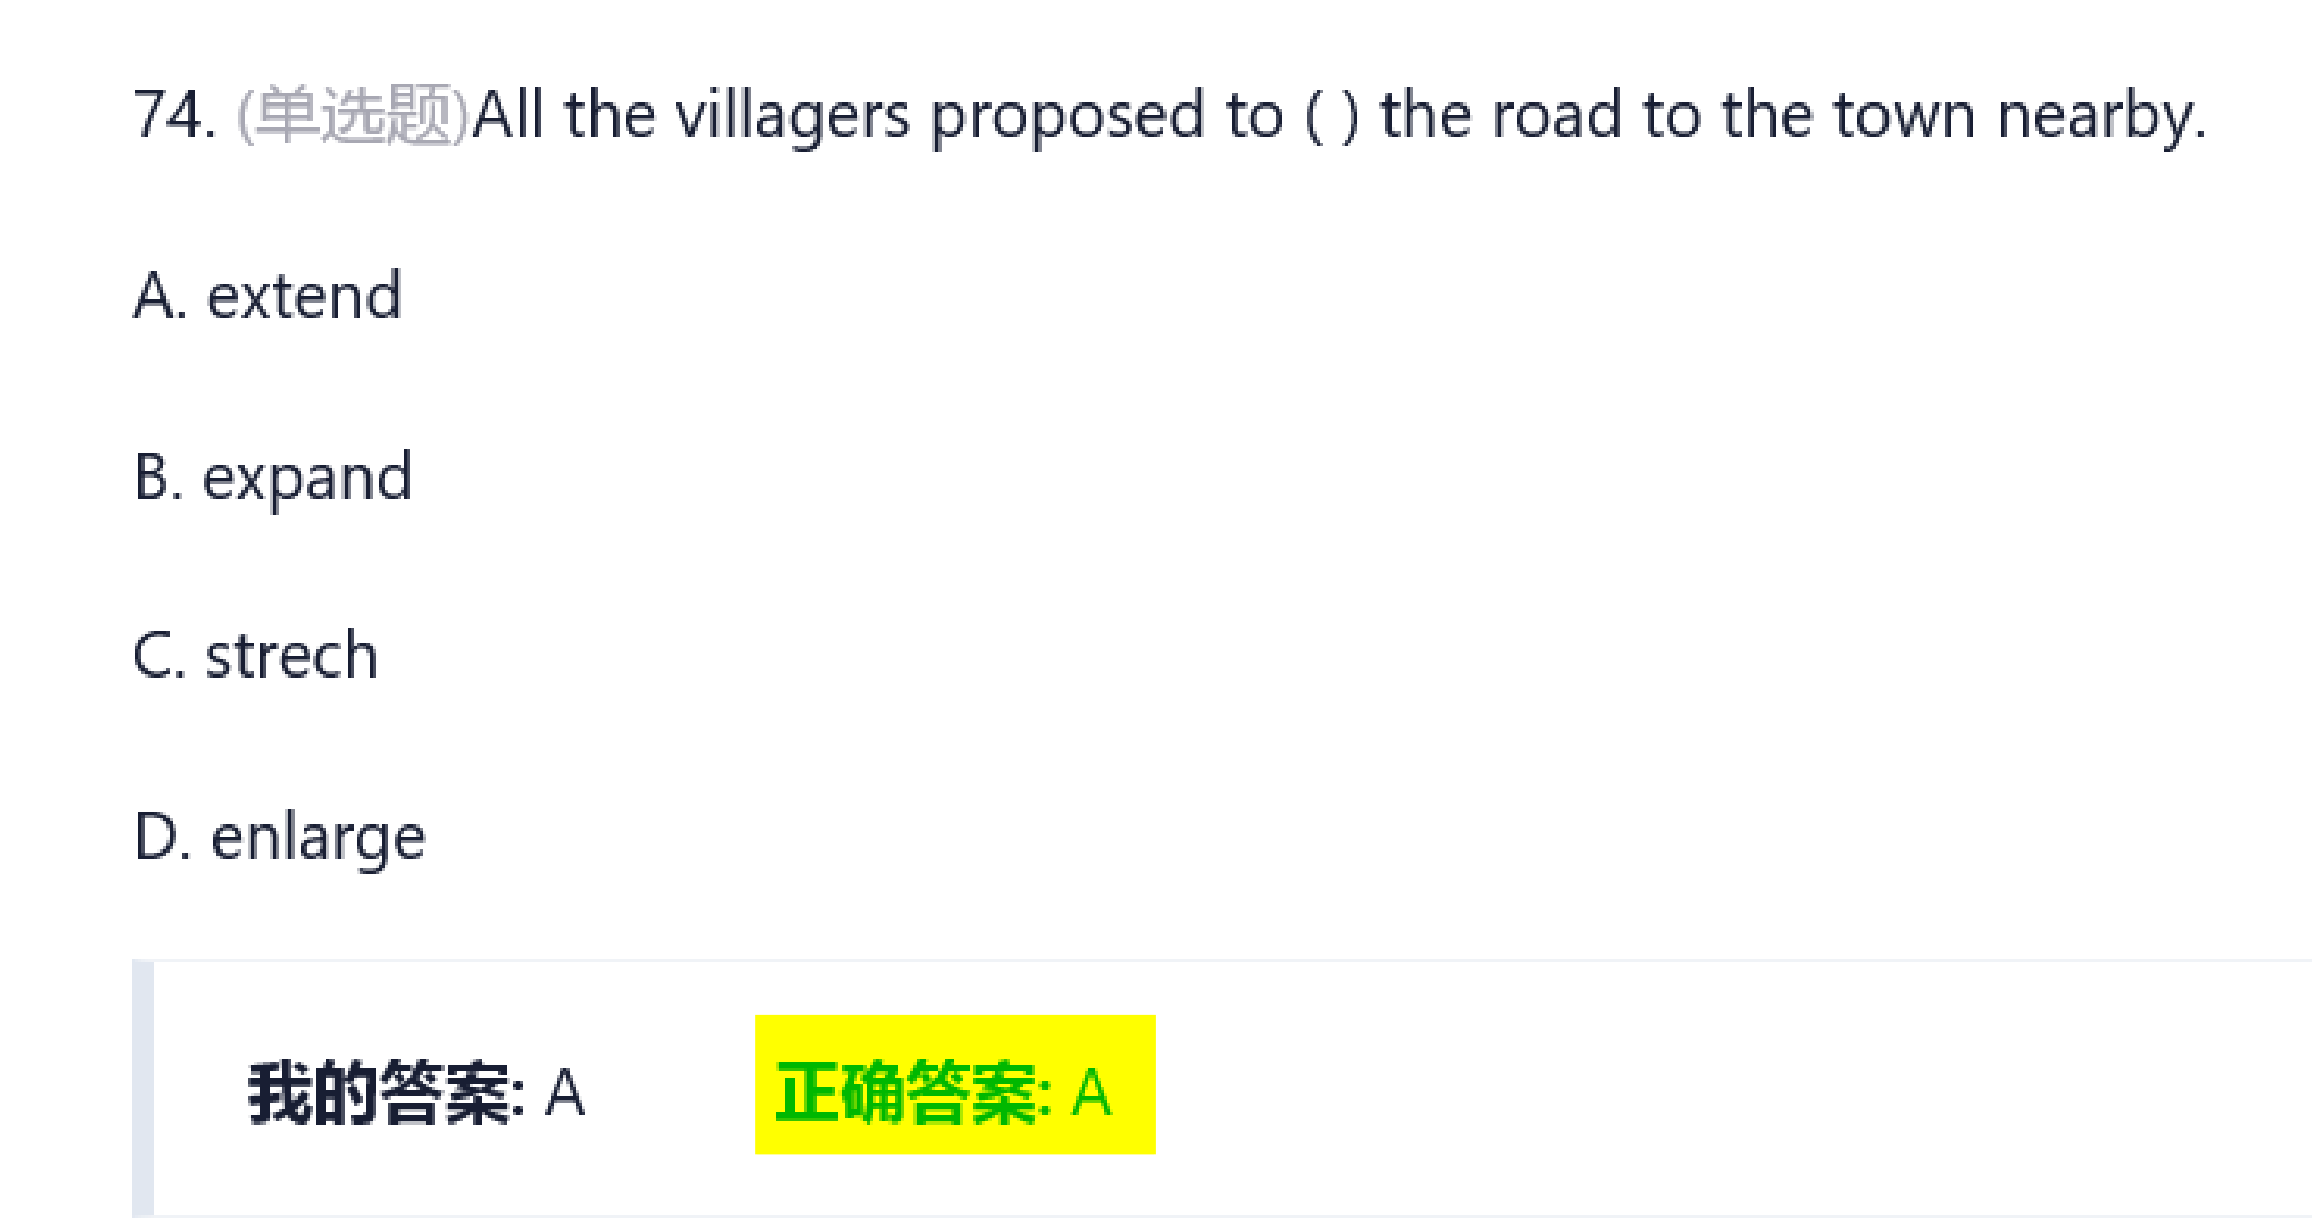 74. (单选题)All the villagers proposed to ( ) the road to the town nearby.
A. extend
B. expand
C. strech
D. enlarge
我的答案: A 正确答案: A